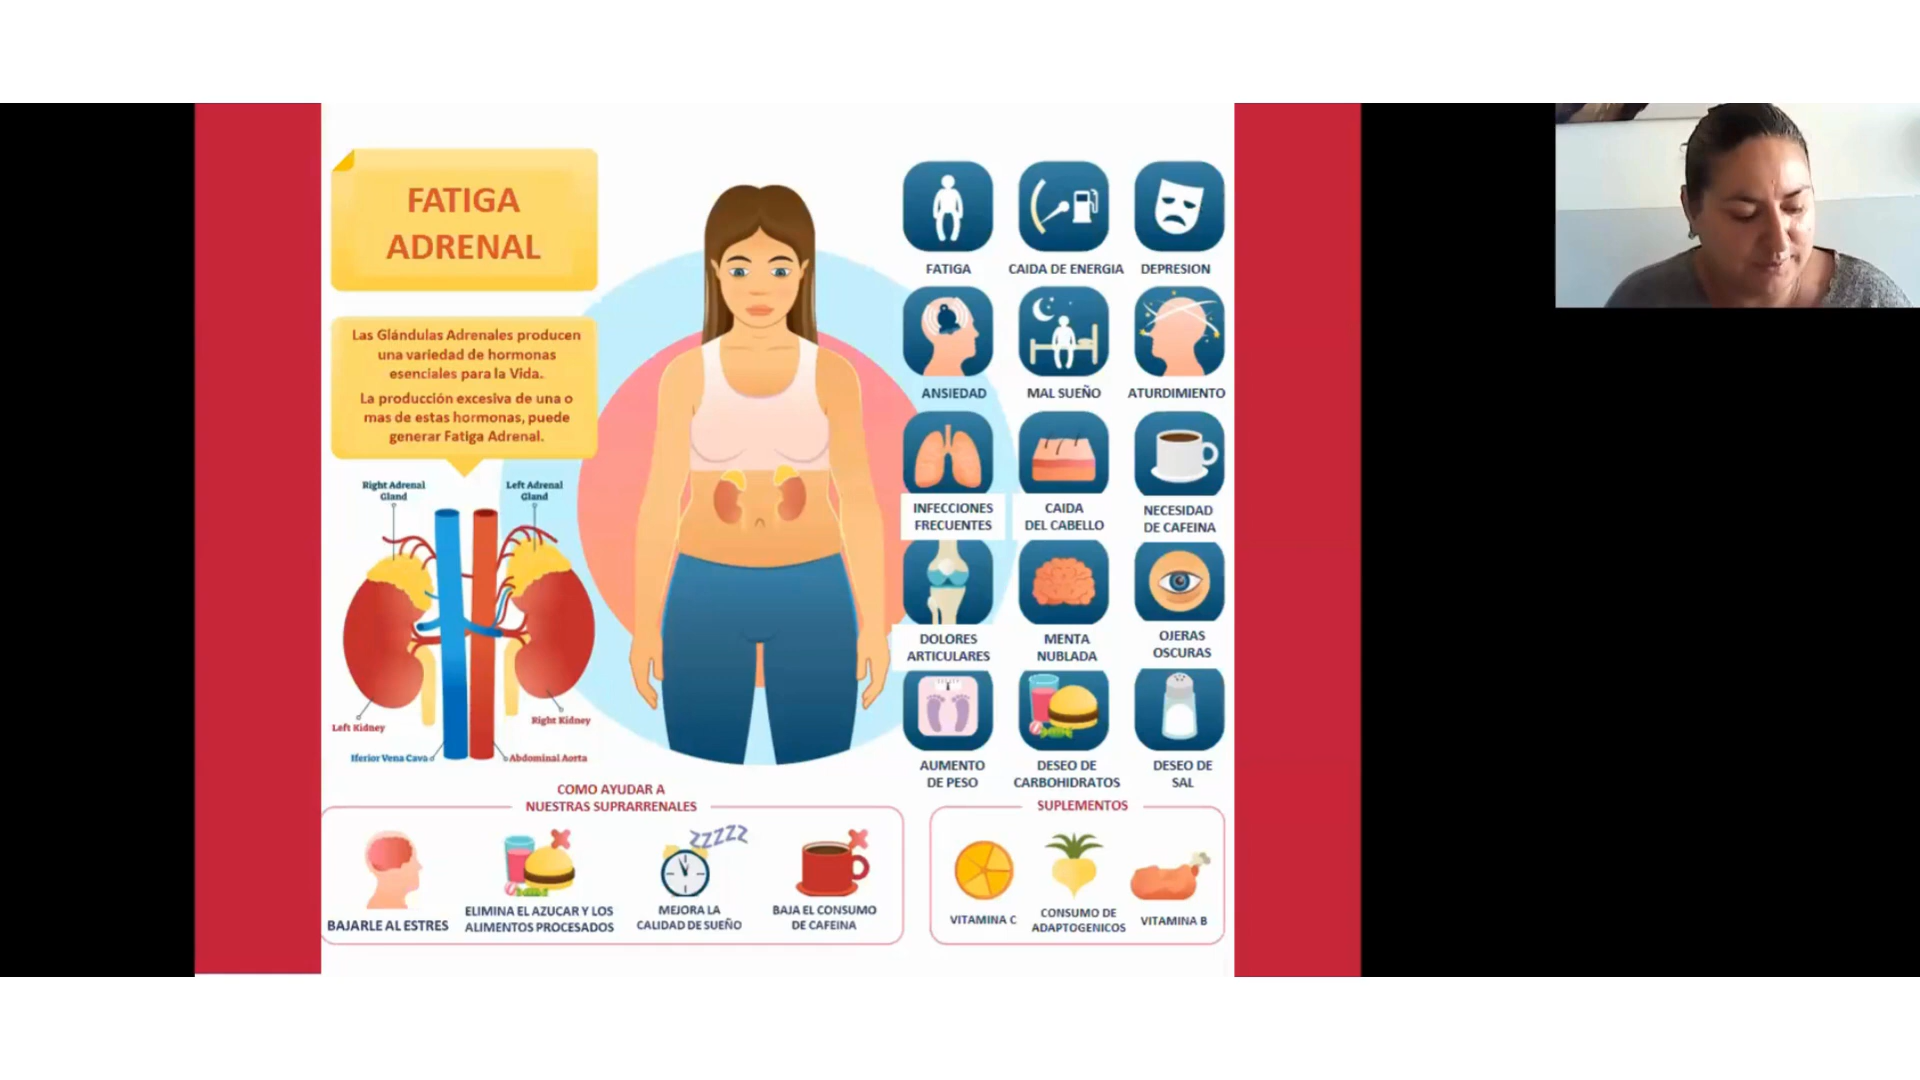 FATIGA
ADRENAL
Las Glándulas Adrenales producen
una variedad de hormonas
esenciales para la Vida.
La producción excesiva de una o
mas de estas hormonas, puede
generar Fatiga Adrenal.
Right Adrenal
Gland
Left Adrenal
Gland
Left Kidney
Right Kidney
Iferior Vena Cava
Abdominal Aorta
FATIGA
CAIDA DE ENERGIA
DEPRESION
ANSIEDAD
MAL SUEÑO
ATURDIMIENTO
INFECCIONES
FRECUENTES
CAIDA
DEL CABELLO
NECESIDAD
DE CAFEINA
DOLORES
ARTICULARES
MENTA
NUBLADA
OJERAS
OSCURAS
AUMENTO
DE PESO
DESEO DE
CARBOHIDRATOS
DESEO DE
SAL
COMO AYUDAR A
NUESTRAS SUPRARRENALES
BAJARLE AL ESTRES
ELIMINA EL AZUCAR Y LOS
ALIMENTOS PROCESADOS
ZZZZZ
MEJORA LA
CALIDAD DE SUEÑO
BAJA EL CONSUMO
DE CAFEINA
SUPLEMENTOS
VITAMINA C
CONSUMO DE
ADAPTOGENICOS
VITAMINA B